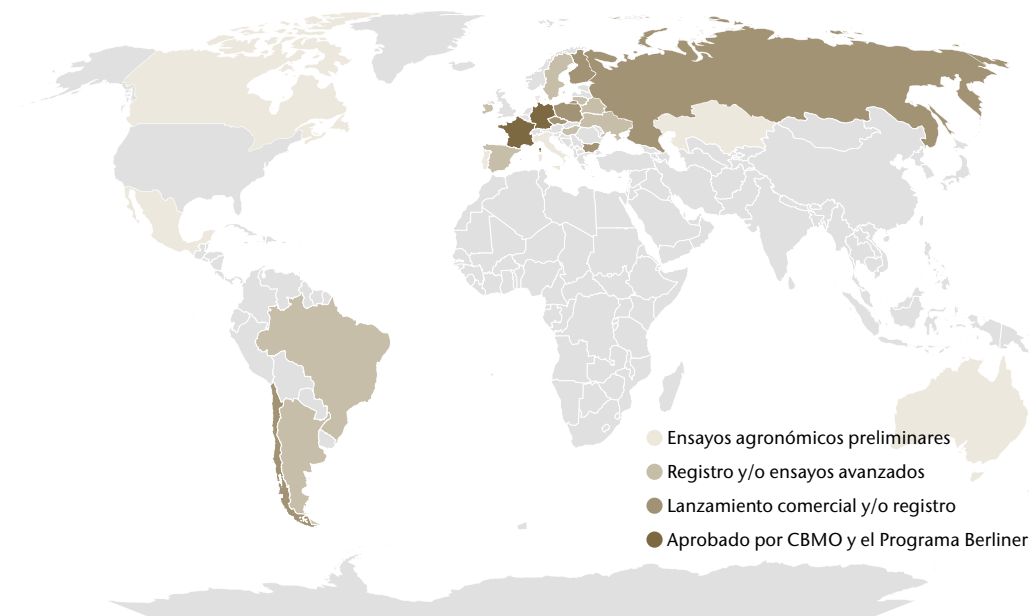 Ensayos agronómicos preliminares
Registro y/o ensayos avanzados
Lanzamiento comercial y/o registro
Aprobado por CBMO y el Programa Berliner